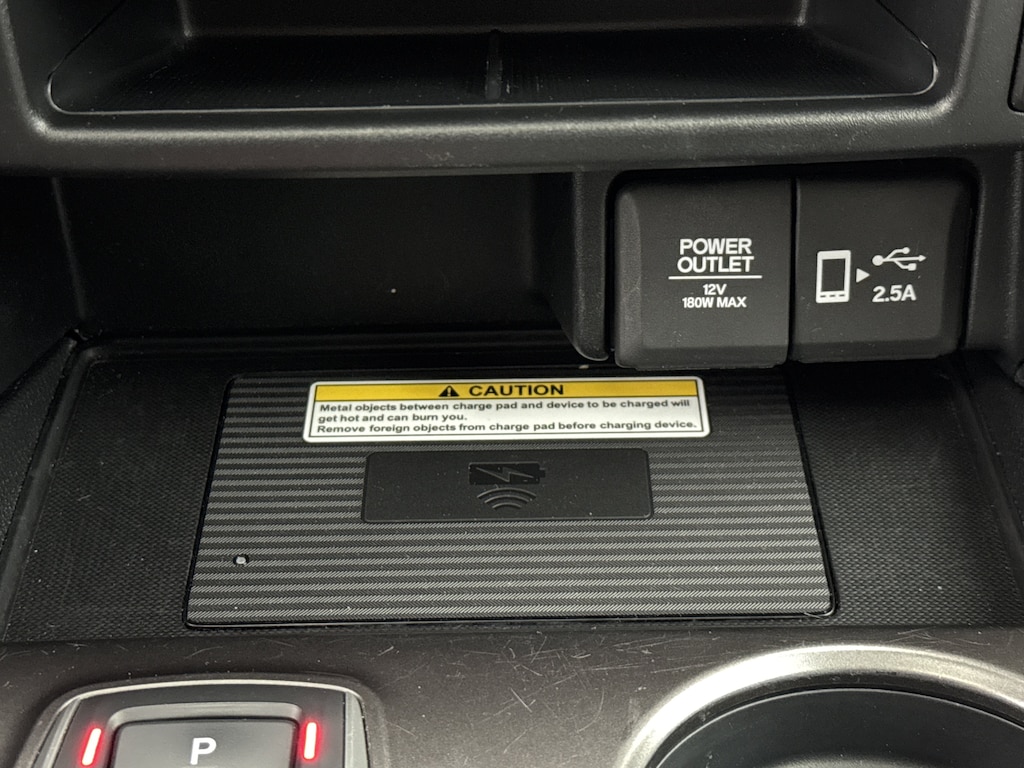 POWER
OUTLET
12V
180W MAX
2.5A
CAUTION
Metal objects between charge pad and device to be charged will
get hot and can burn you.
Remove foreign objects from charge pad before charging device.
P